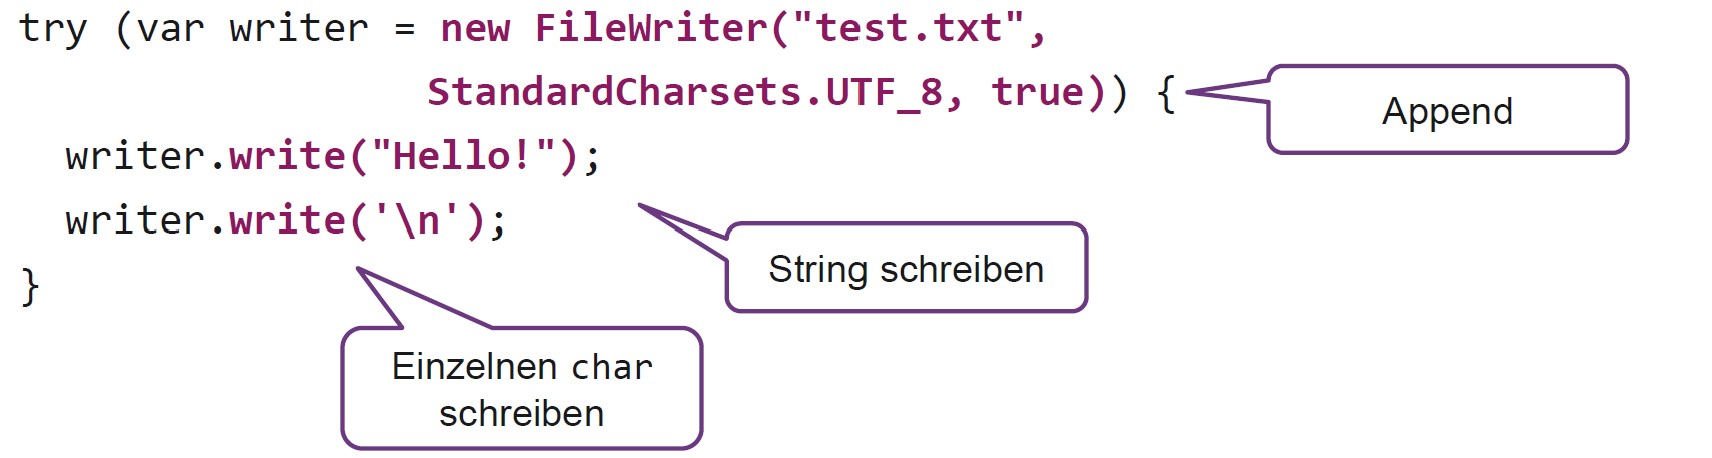 try (var writer = new FileWriter("test.txt",
StandardCharsets.UTF_8, true)) {
Append
writer.write("Hello!");
writer.write('\n');
String schreiben
}
Einzelnen char
schreiben